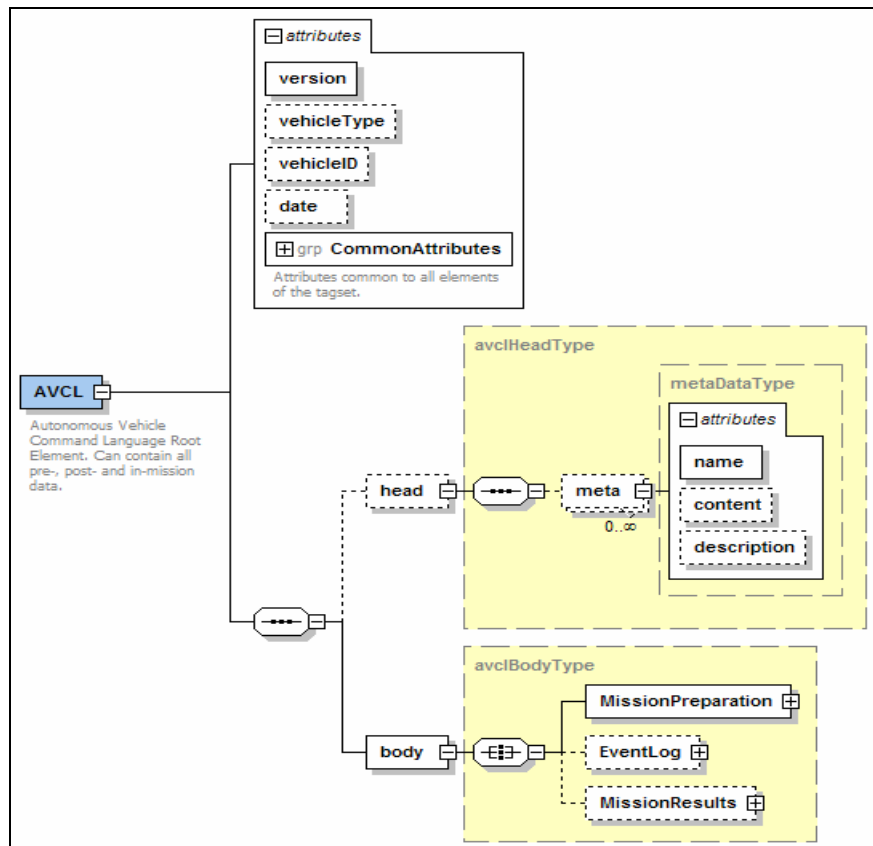 attributes
version
vehicleType
vehicleID
date
grp CommonAttributes
Attributes common to all elements
of the tagset.
AVCL
Autonomous Vehicle
Command Language Root
Element. Can contain all
pre-, post- and in-mission
data.
avclHeadType
metaDataType
attributes
head
meta
0..∞
name
content
description
avclBodyType
body
MissionPreparation
EventLog
MissionResults